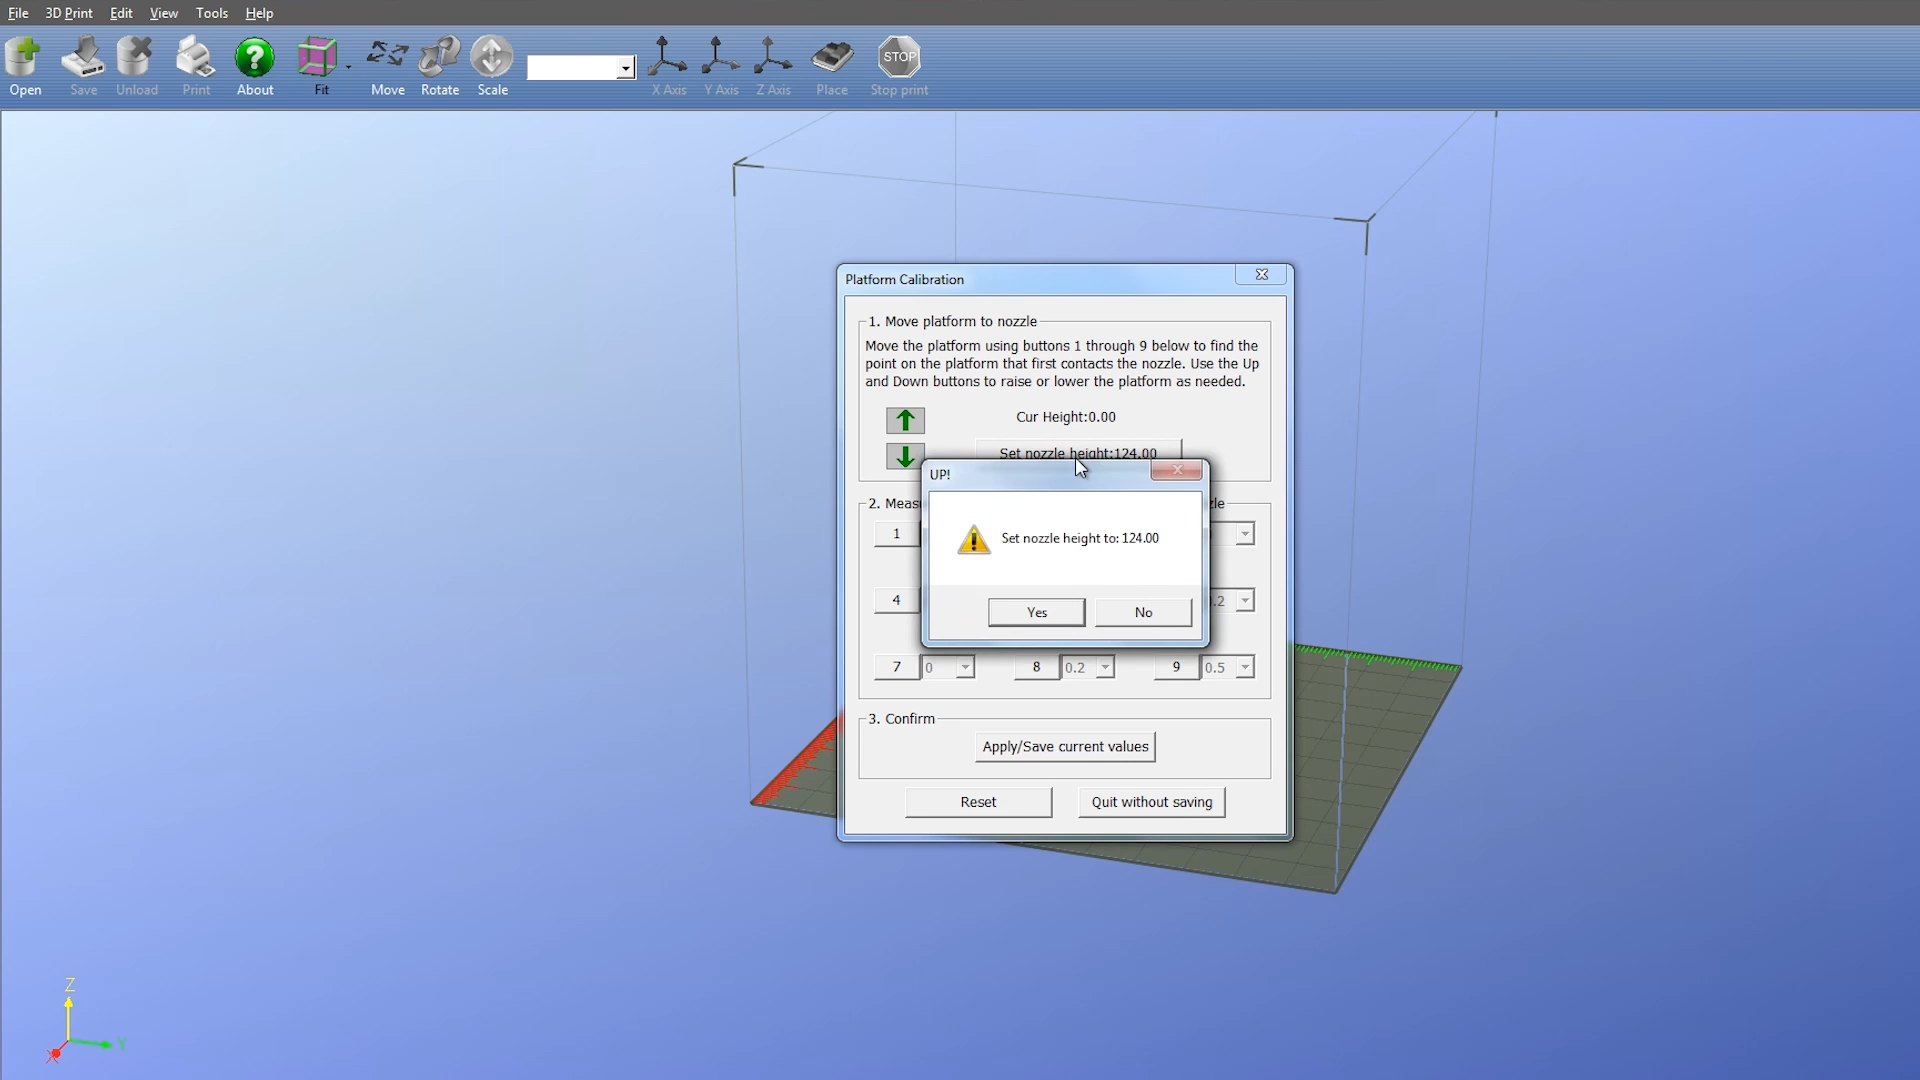 File 3D Print Edit View Tools Help
Open Save Unload Print About Fit Move Rotate Scale X Axis Y Axis Z Axis Place Stop print
STOP
Platform Calibration
1. Move platform to nozzle
Move the platform using buttons 1 through 9 below to find the
point on the platform that first contacts the nozzle. Use the Up
and Down buttons to raise or lower the platform as needed.
Cur Height:0.00
Set nozzle height:124.00
UP!
2. Meas
Set nozzle height to: 124.00
Yes No
1
4
7 0 8 0.2 9 0.5
3. Confirm
Apply/Save current values
Reset Quit without saving
Z
Y
X